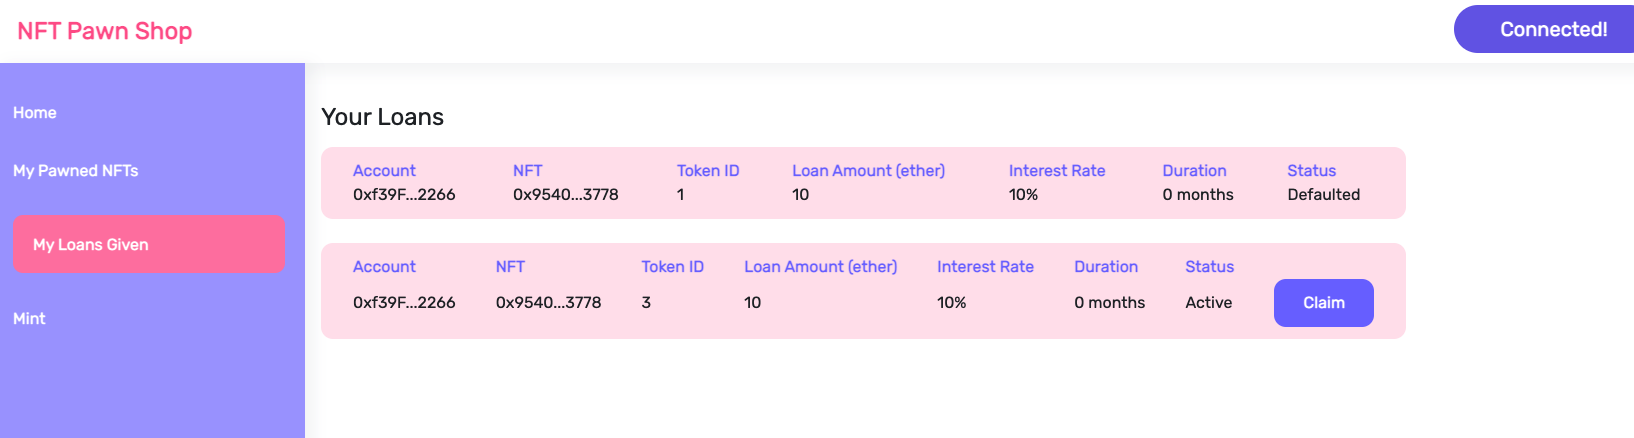 NFT Pawn Shop
Connected!
Home
My Pawned NFTs
My Loans Given
Mint
Your Loans
Account NFT Token ID Loan Amount (ether) Interest Rate Duration Status
0xf39F...2266 0x9540...3778 1 10 10% 0 months Defaulted
Account NFT Token ID Loan Amount (ether) Interest Rate Duration Status
0xf39F...2266 0x9540...3778 3 10 10% 0 months Active Claim